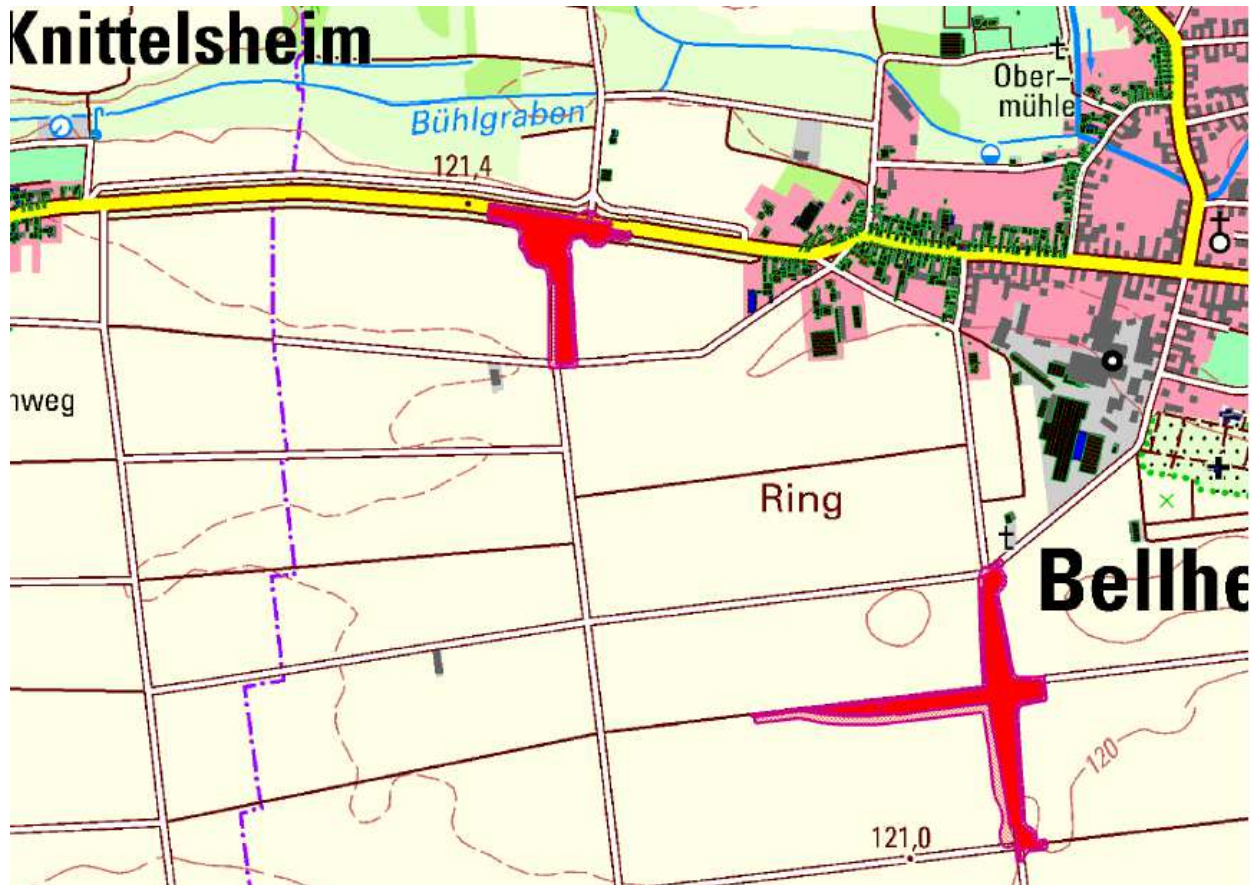 Knittelsheim
Ober-
mühle
Bühlgraben
121,4
nweg
Ring
Bellhe
120
121,0